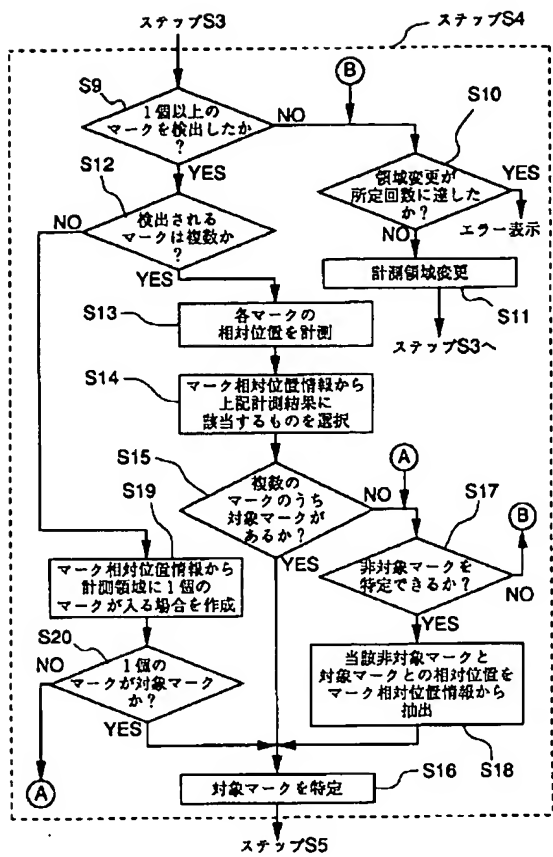 ステップS3
ステップS4
S9
1個以上の
マークを検出したか
?
NO
YES
B
S10
領域変更が
所定回数に達した
か?
YES
エラー表示
NO
計測領域変更
S11
ステップS3へ
S12
検出される
マークは複数か
?
NO
YES
S13
各マークの
相対位置を計測
S14
マーク相対位置情報から
上記計測結果に
該当するものを選択
S15
複数の
マークのうち
対象マークが
あるか?
NO
YES
A
S17
非対象マークを
特定できるか?
B
NO
YES
当該非対象マークと
対象マークとの相対位置を
マーク相対位置情報から
抽出
S18
S19
マーク相対位置情報から
計測領域に1個の
マークが入る場合を作成
S20
1個の
マークが対象マーク
か?
NO
YES
A
対象マークを特定
S16
ステップS5